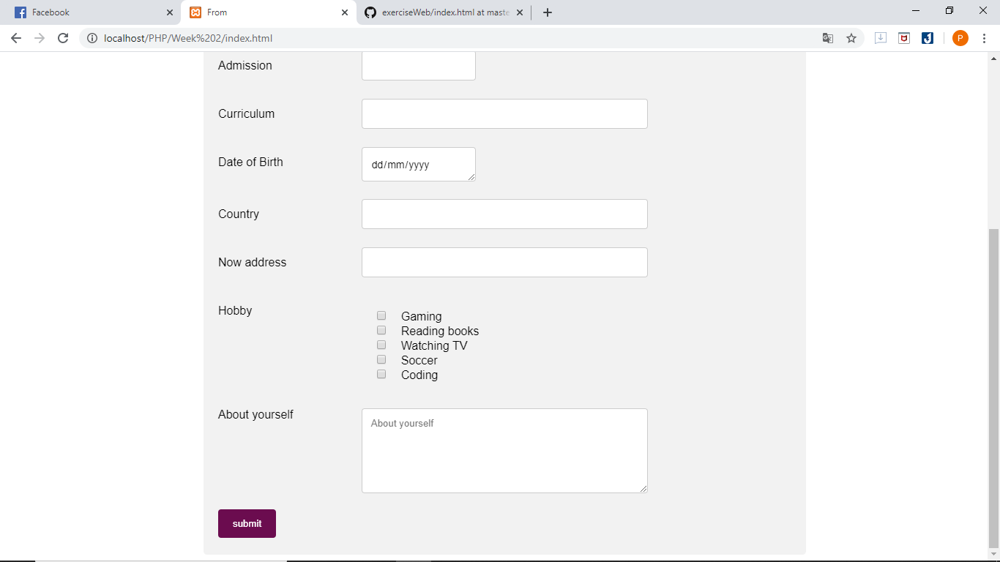 Facebook
From
exerciseWeb/index.html at maste
localhost/PHP/Week%202/index.html
P
Admission
Curriculum
Date of Birth
dd/mm/yyyy
Country
Now address
Hobby
Gaming
Reading books
Watching TV
Soccer
Coding
About yourself
About yourself
submit